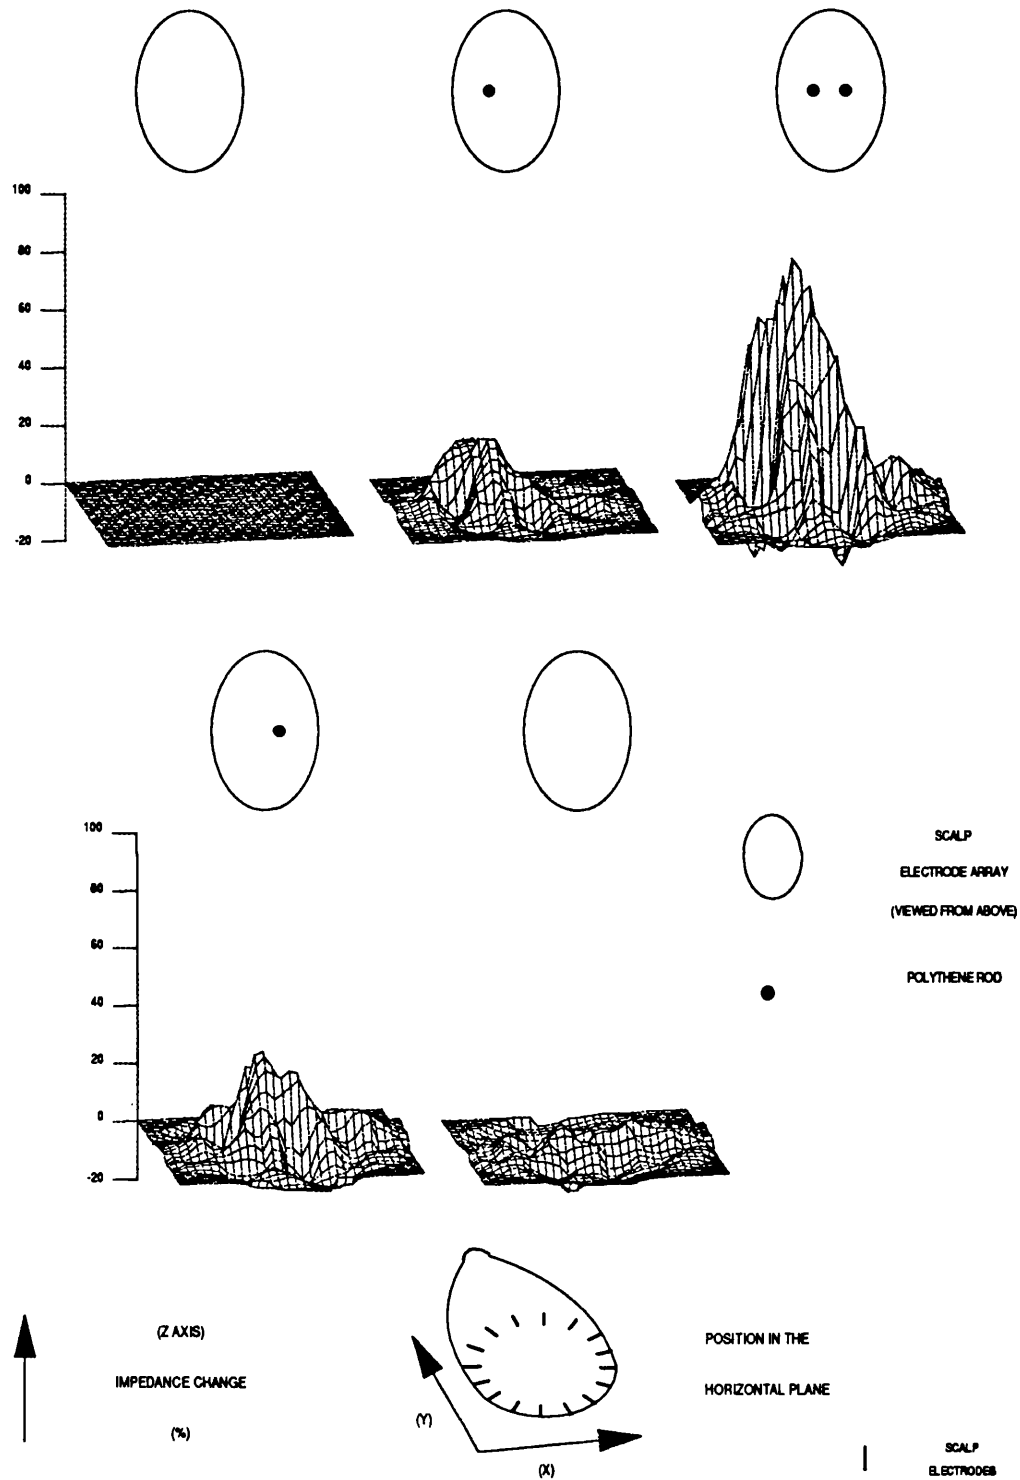 100
80
60
40
20
0
-20
100
80
60
40
20
0
-20
SCALP
ELECTRODE ARRAY
(VIEWED FROM ABOVE)
POLYTHENE ROD
(Z AXIS)
IMPEDANCE CHANGE
(%)
(Y)
(X)
POSITION IN THE
HORIZONTAL PLANE
SCALP
ELECTRODES